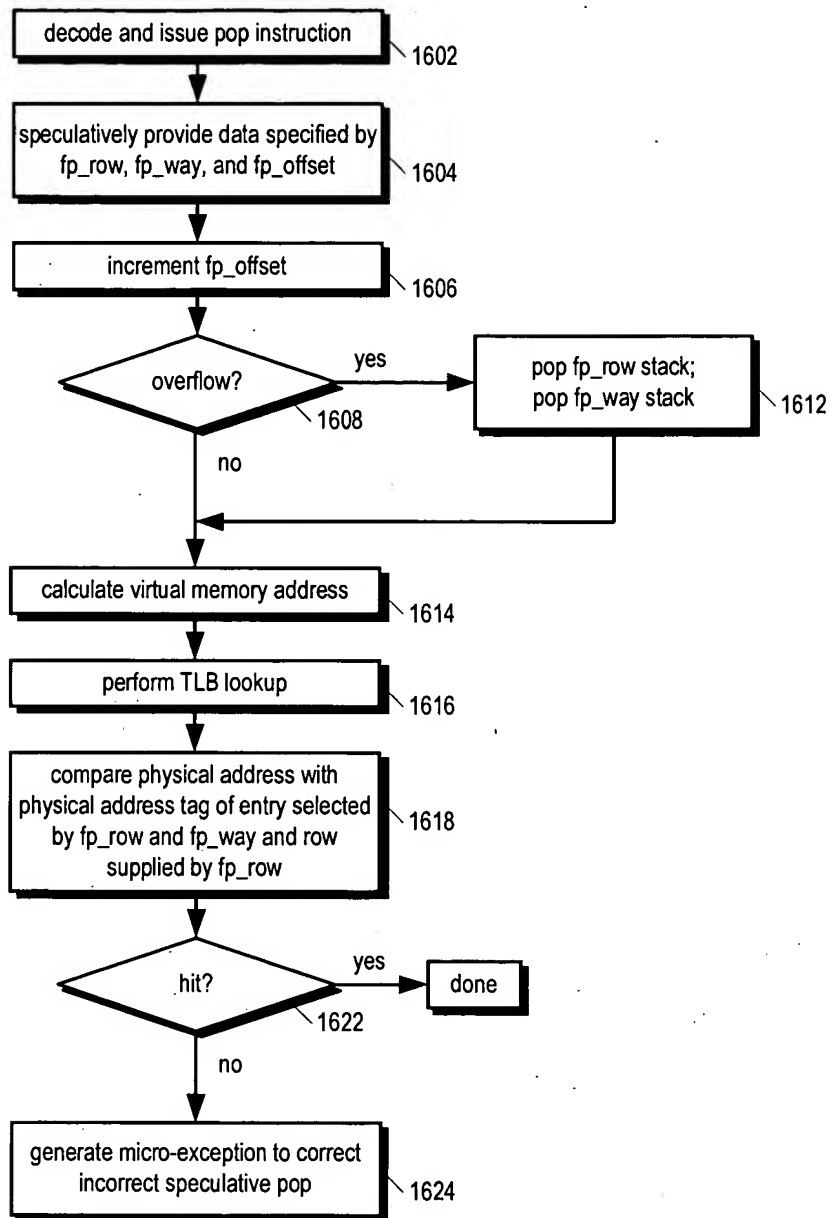 decode and issue pop instruction
1602
speculatively provide data specified by
fp_row, fp_way, and fp_offset
1604
increment fp_offset
1606
overflow?
1608
yes
pop fp_row stack;
pop fp_way stack
1612
no
calculate virtual memory address
1614
perform TLB lookup
1616
compare physical address with
physical address tag of entry selected
by fp_row and fp_way and row
supplied by fp_row
1618
hit?
1622
yes
done
no
generate micro-exception to correct
incorrect speculative pop
1624